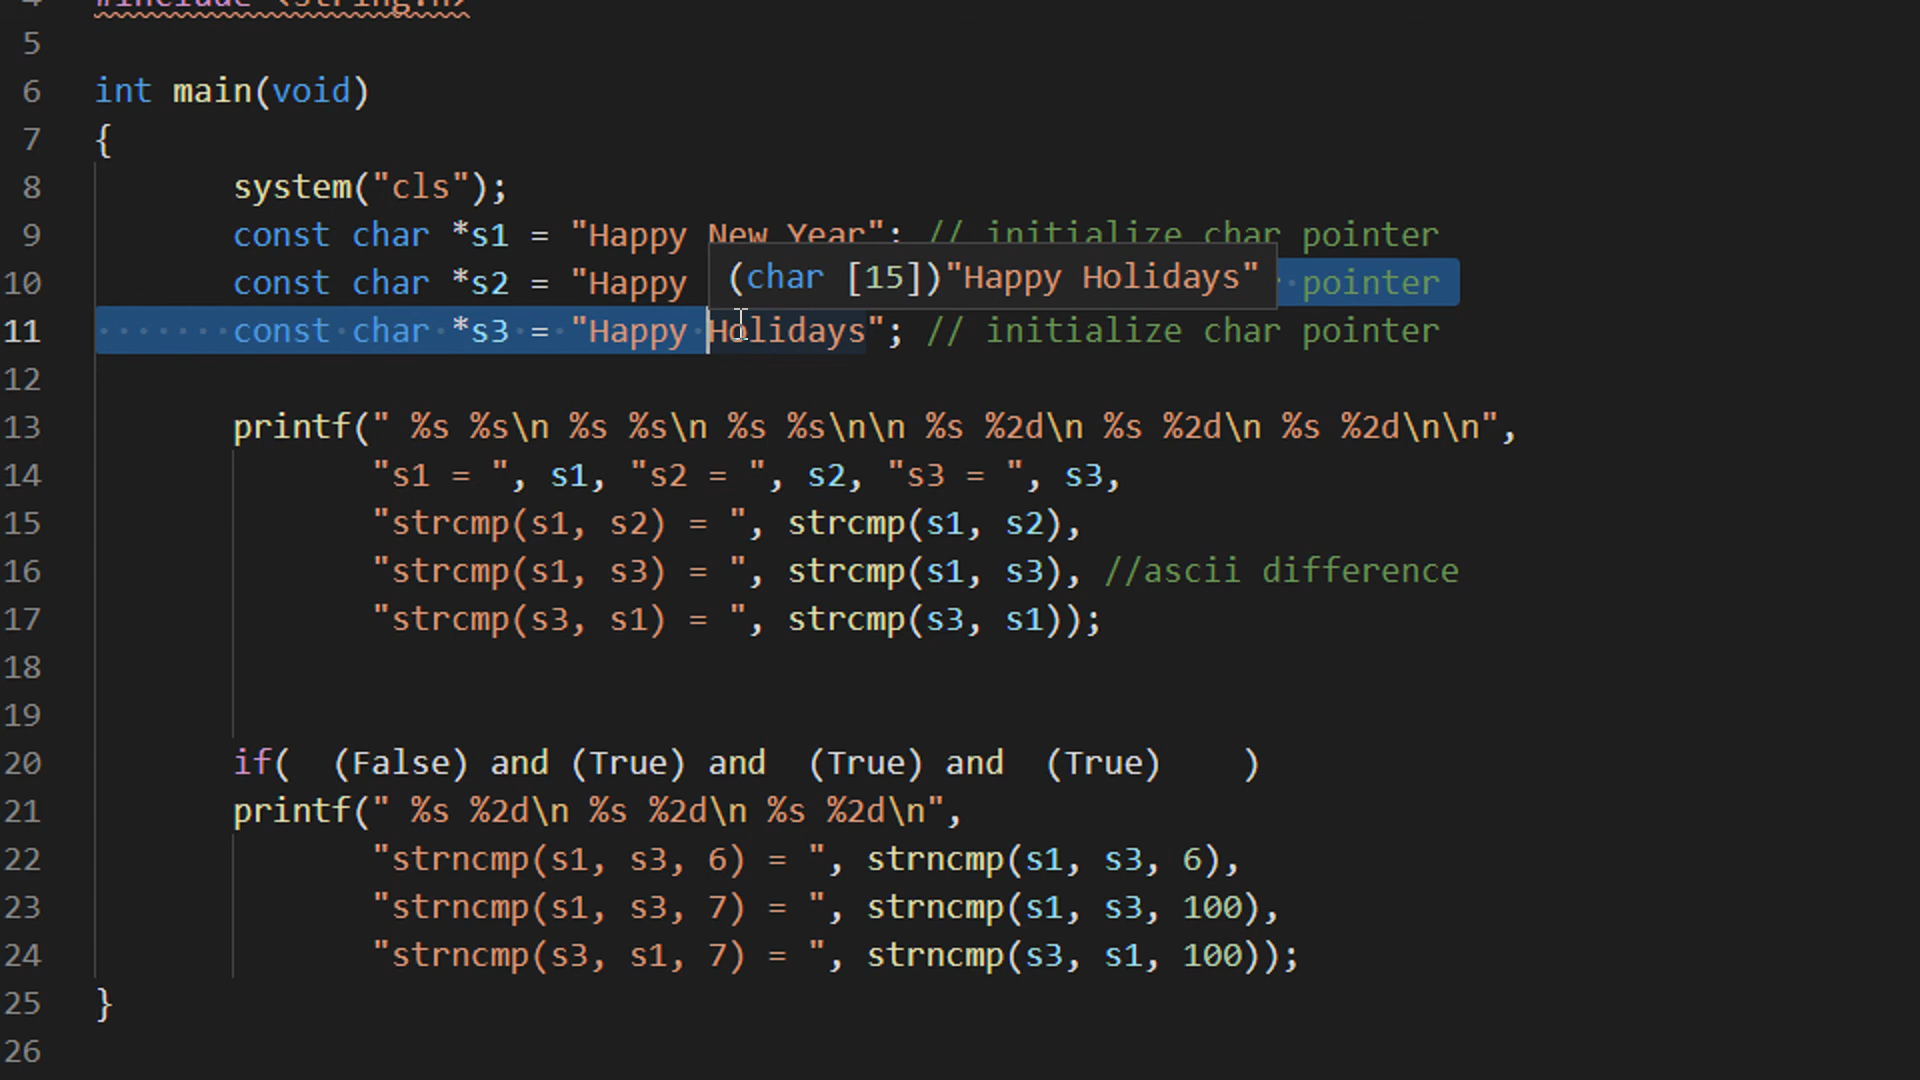 4 #include <string.h>
5
6 int main(void)
7 {
8 system("cls");
9 const char *s1 = "Happy New Year"; // initialize char pointer
(char [15])"Happy Holidays"
10 const char *s2 = "Happy pointer
11 const char *s3 = "Happy Holidays"; // initialize char pointer
12
13 printf(" %s %s\n %s %s\n %s %s\n\n %s %2d\n %s %2d\n %s %2d\n\n",
14 "s1 = ", s1, "s2 = ", s2, "s3 = ", s3,
15 "strcmp(s1, s2) = ", strcmp(s1, s2),
16 "strcmp(s1, s3) = ", strcmp(s1, s3), //ascii difference
17 "strcmp(s3, s1) = ", strcmp(s3, s1));
18
19
20 if(  (False) and (True) and  (True) and  (True)    )
21 printf(" %s %2d\n %s %2d\n %s %2d\n",
22 "strncmp(s1, s3, 6) = ", strncmp(s1, s3, 6),
23 "strncmp(s1, s3, 7) = ", strncmp(s1, s3, 100),
24 "strncmp(s3, s1, 7) = ", strncmp(s3, s1, 100));
25 }
26